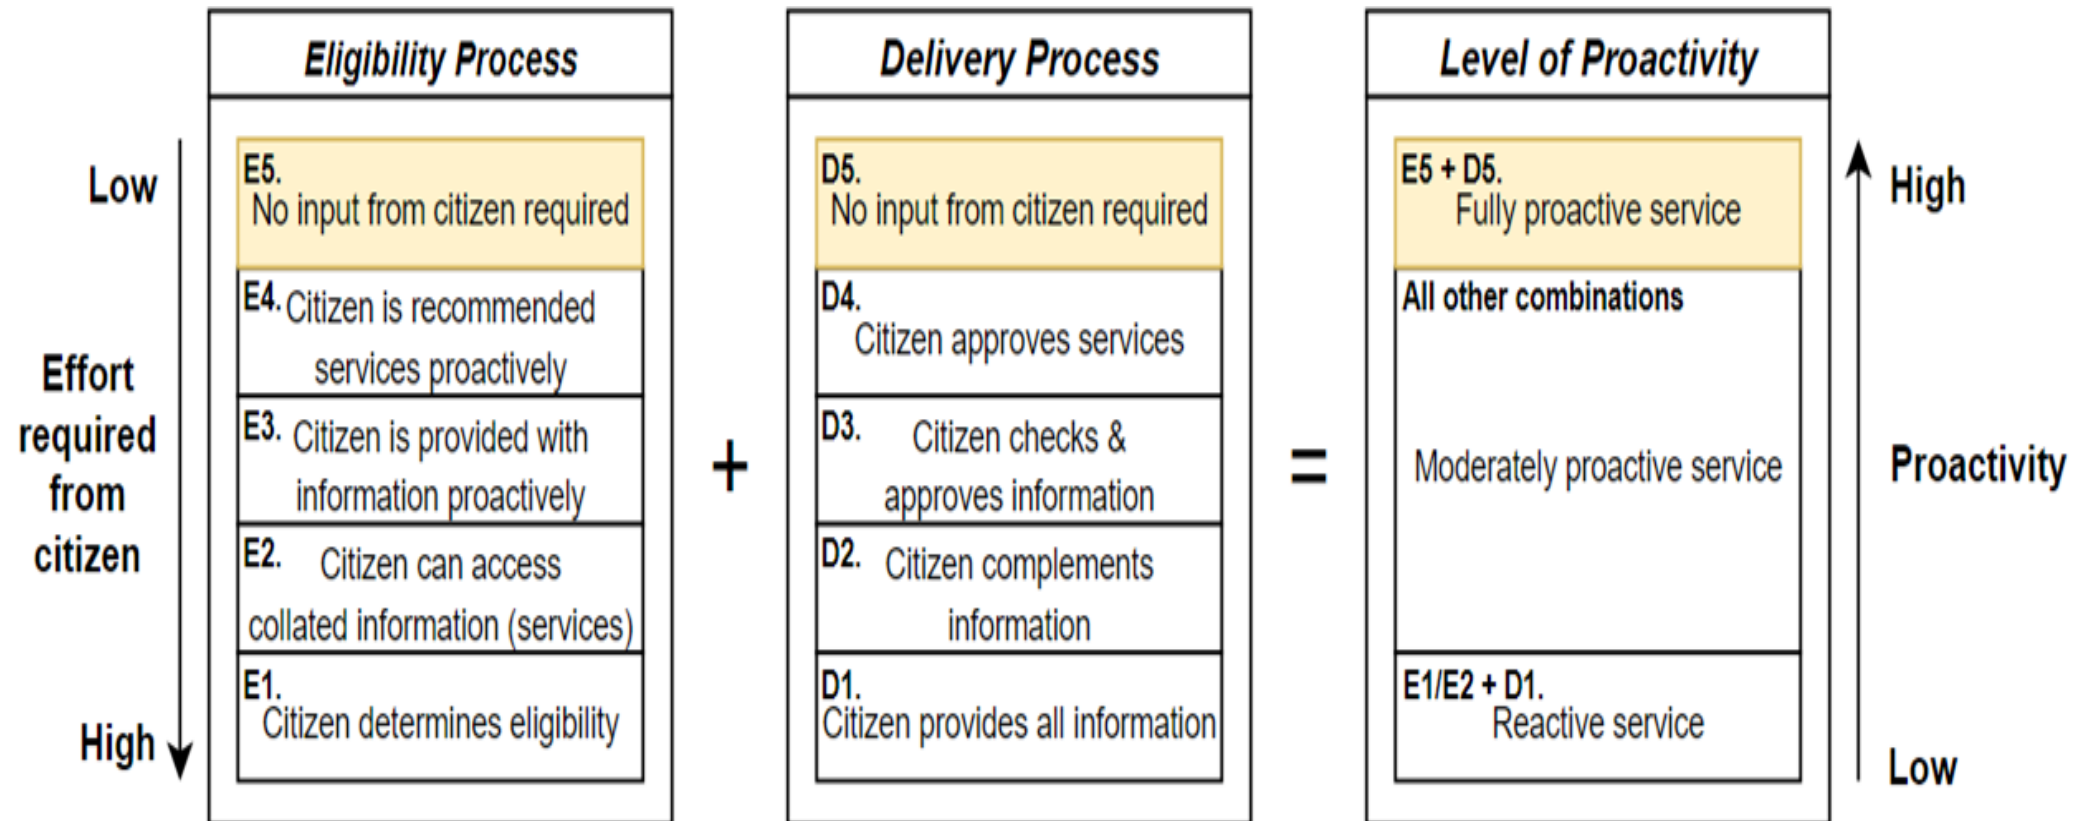 Low
Effort
required
from
citizen
High
Eligibility Process
E5.
No input from citizen required
E4. Citizen is recommended
services proactively
E3. Citizen is provided with
information proactively
E2. Citizen can access
collated information (services)
E1.
Citizen determines eligibility
+
Delivery Process
D5.
No input from citizen required
D4.
Citizen approves services
D3. Citizen checks &
approves information
D2. Citizen complements
information
D1.
Citizen provides all information
=
Level of Proactivity
E5 + D5.
Fully proactive service
All other combinations
Moderately proactive service
E1/E2 + D1.
Reactive service
High
Proactivity
Low